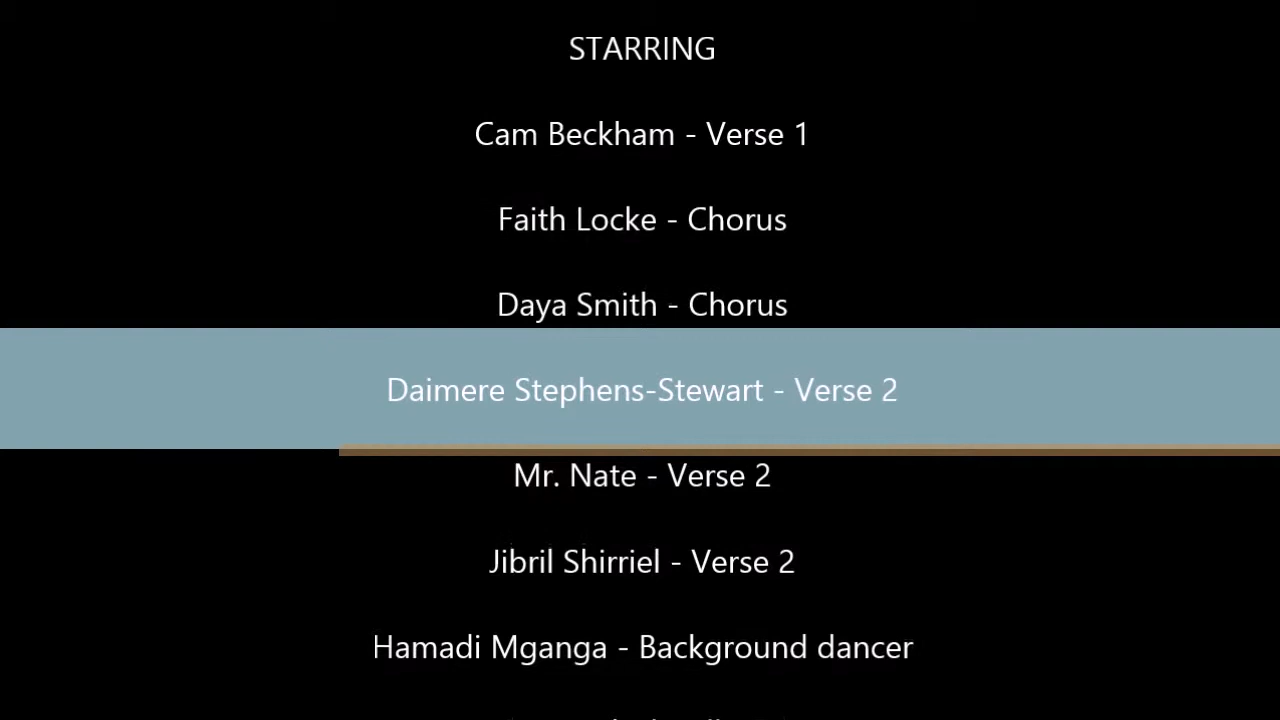 STARRING
Cam Beckham - Verse 1
Faith Locke - Chorus
Daya Smith - Chorus
Daimere Stephens-Stewart - Verse 2
Mr. Nate - Verse 2
Jibril Shirriel - Verse 2
Hamadi Mganga - Background dancer